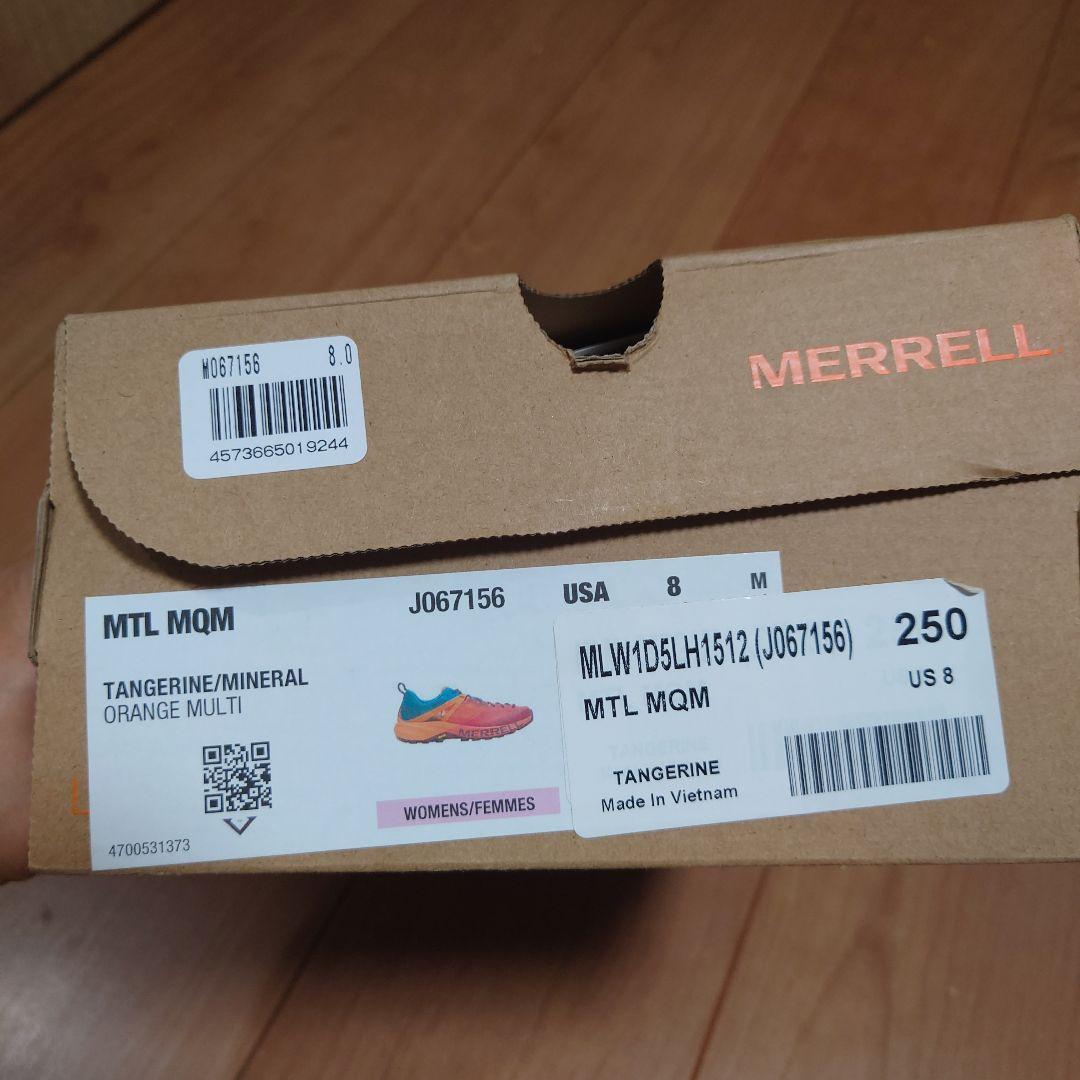 MERRELL
M067156 8.0
4573665019244
MTL MQM J067156 USA 8 M
TANGERINE/MINERAL
ORANGE MULTI
MERRELL
WOMENS/FEMMES
4700531373
MLW1D5LH1512 (J067156) 250
MTL MQM US 8
TANGERINE
Made In Vietnam